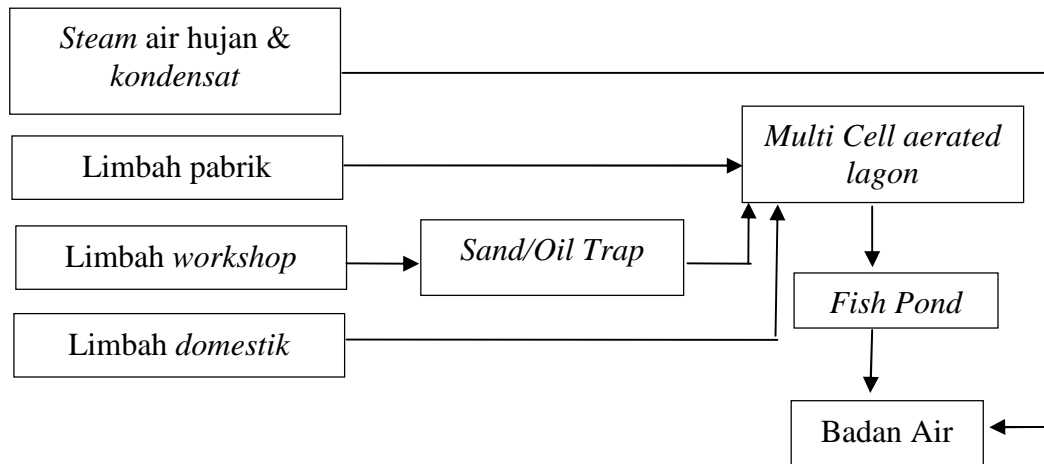 Steam air hujan &
kondensat
Limbah pabrik
Multi Cell aerated
lagon
Limbah workshop
Sand/Oil Trap
Fish Pond
Limbah domestik
Badan Air